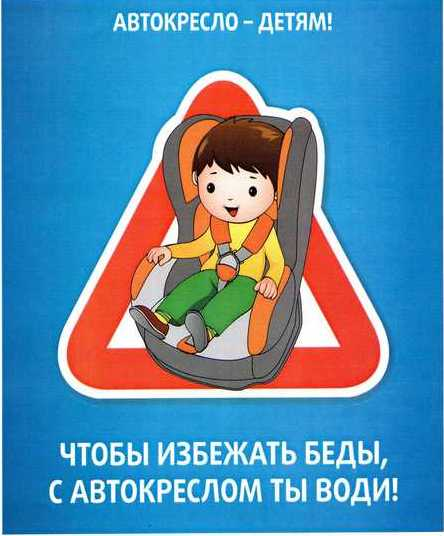 АВТОКРЕСЛО – ДЕТЯМ!
ЧТОБЫ ИЗБЕЖАТЬ БЕДЫ,
С АВТОКРЕСЛОМ ТЫ ВОДИ!